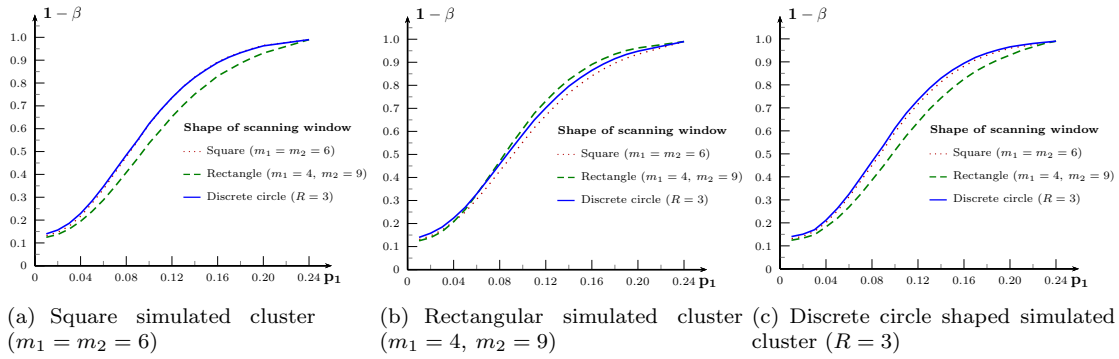 1 − β
1.0
0.9
0.8
0.7
0.6
0.5
0.4
0.3
0.2
0.1
0 0.04 0.08 0.12 0.16 0.20 0.24 p₁
Shape of scanning window
Square (m₁ = m₂ = 6)
Rectangle (m₁ = 4, m₂ = 9)
Discrete circle (R = 3)
(a) Square simulated cluster
(m₁ = m₂ = 6)
1 − β
1.0
0.9
0.8
0.7
0.6
0.5
0.4
0.3
0.2
0.1
0
0 0.04 0.08 0.12 0.16 0.20 0.24 p₁
Shape of scanning window
Square (m₁ = m₂ = 6)
Rectangle (m₁ = 4, m₂ = 9)
Discrete circle (R = 3)
(b) Rectangular simulated cluster
(m₁ = 4, m₂ = 9)
1 − β
1.0
0.9
0.8
0.7
0.6
0.5
0.4
0.3
0.2
0.1
0
0 0.04 0.08 0.12 0.16 0.20 0.24 p₁
Shape of scanning window
Square (m₁ = m₂ = 6)
Rectangle (m₁ = 4, m₂ = 9)
Discrete circle (R = 3)
(c) Discrete circle shaped simulated
cluster (R = 3)